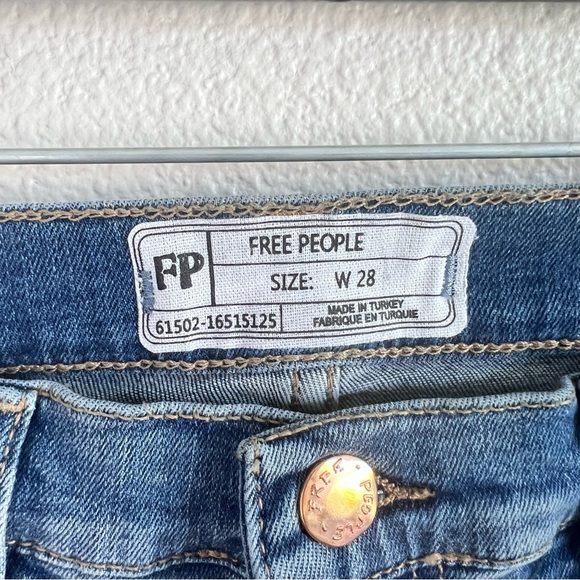 FP
FREE PEOPLE
SIZE: W 28
61502-16515125
MADE IN TURKEY
FABRIQUE EN TURQUIE
FREE · PEOPLE ·